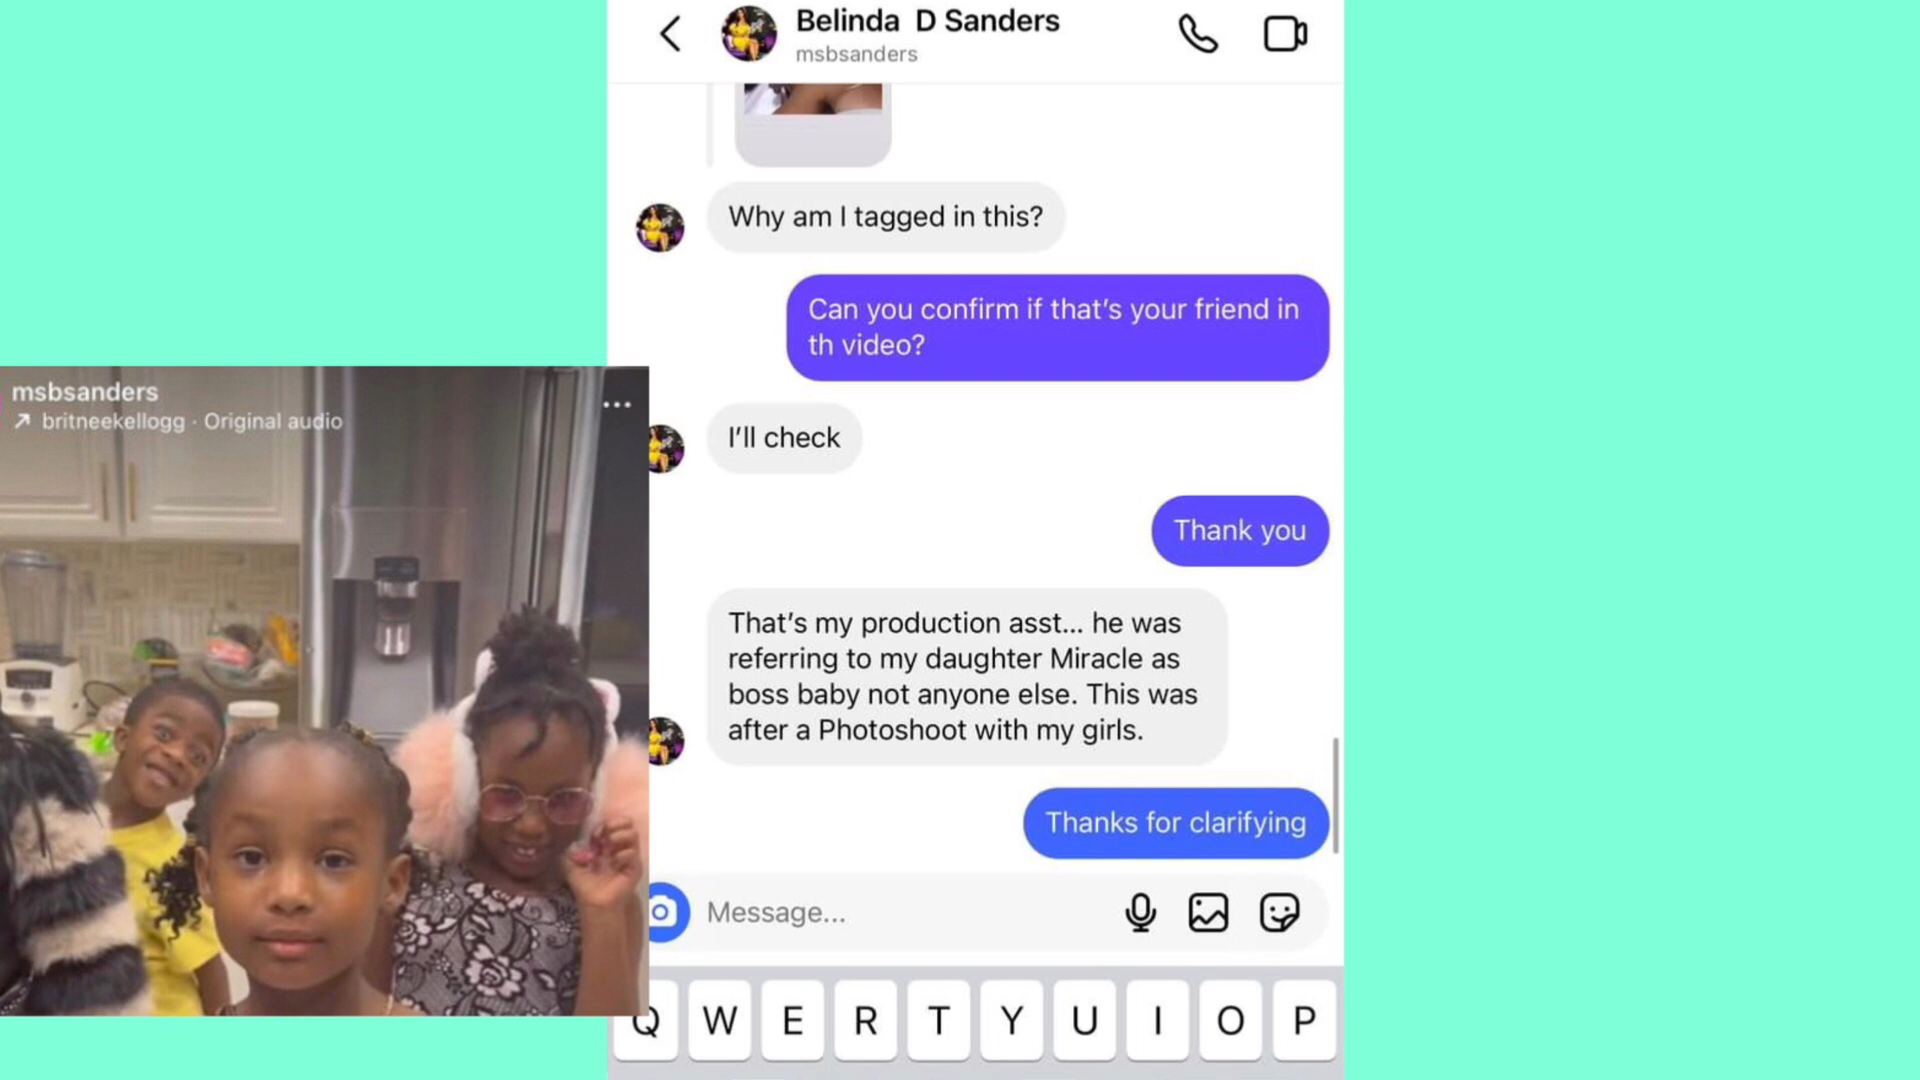 Belinda D Sanders
msbsanders
Why am I tagged in this?
Can you confirm if that's your friend in
th video?
I'll check
Thank you
That's my production asst... he was
referring to my daughter Miracle as
boss baby not anyone else. This was
after a Photoshoot with my girls.
Thanks for clarifying
Message...
Q W E R T Y U I O P
msbsanders
britneekellogg · Original audio